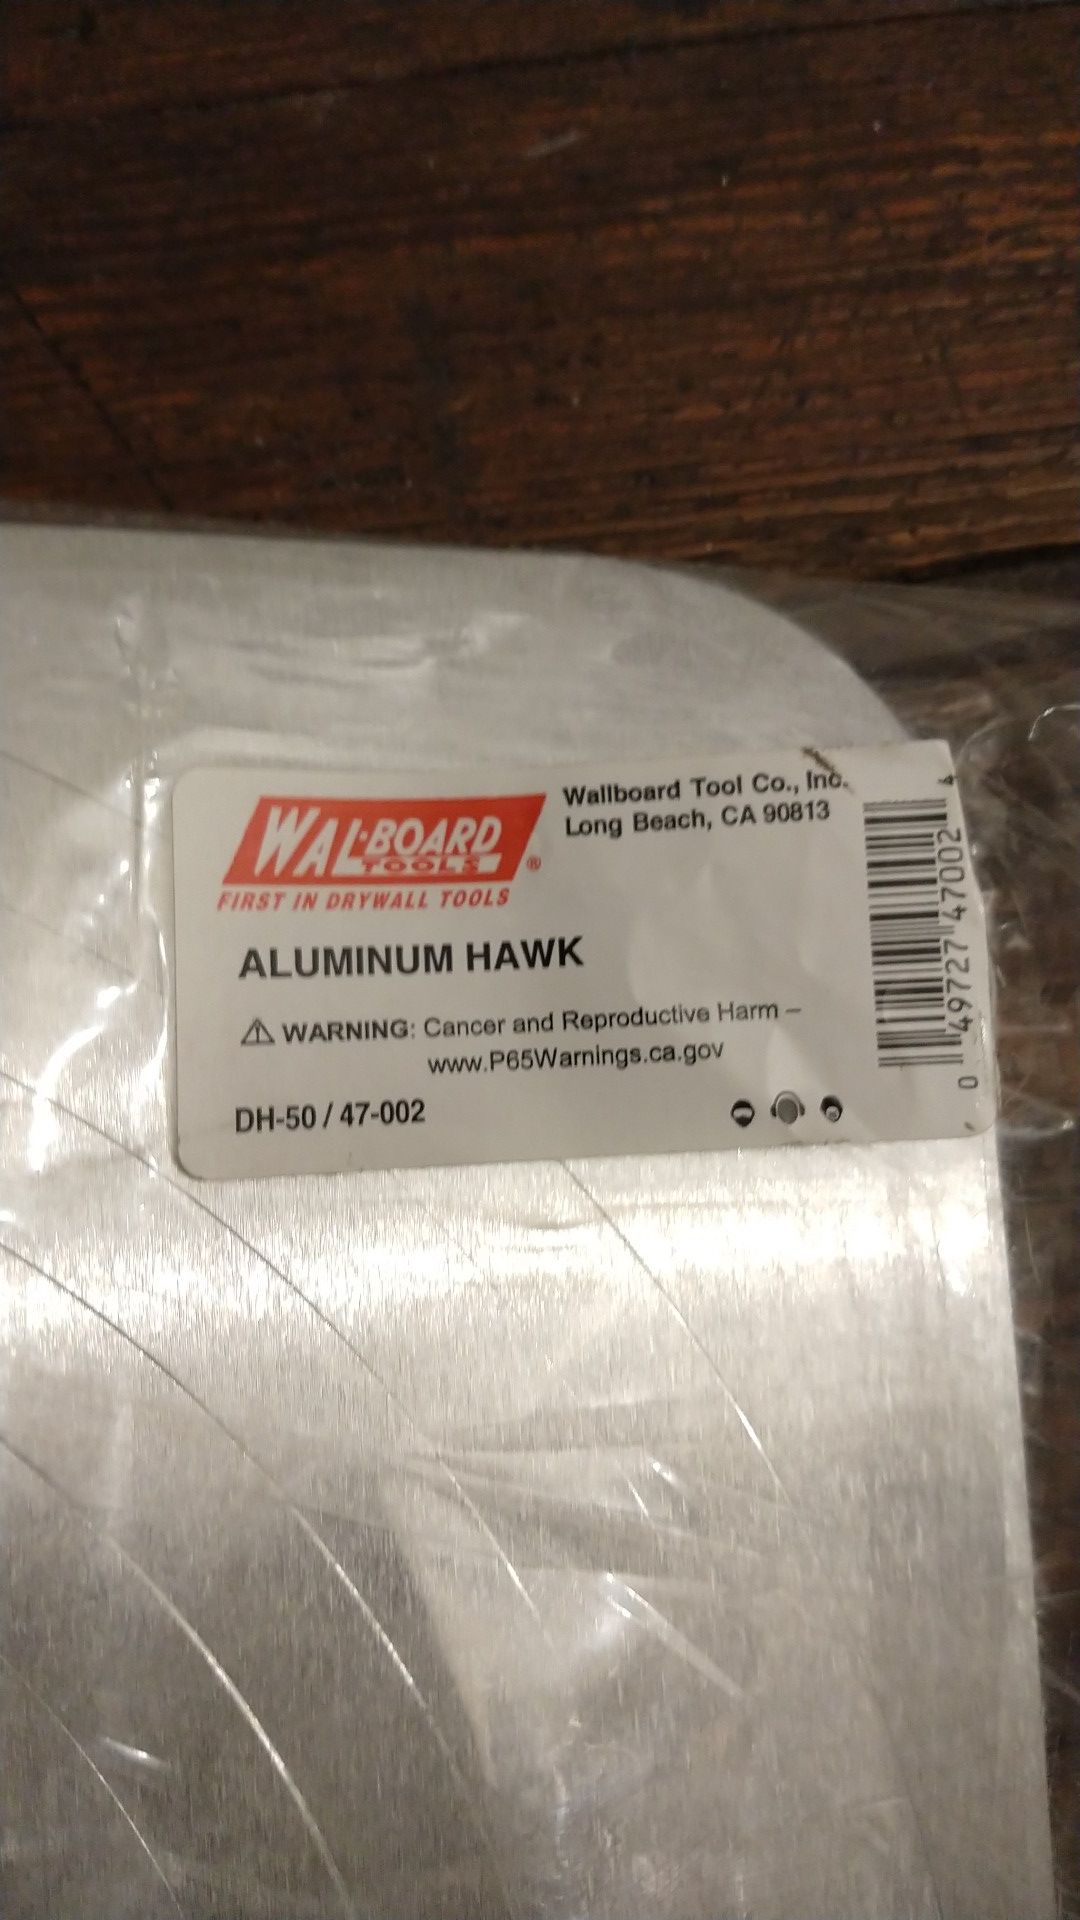 WAL-BOARD
TOOLS®
FIRST IN DRYWALL TOOLS
Wallboard Tool Co., Inc.
Long Beach, CA 90813
ALUMINUM HAWK
⚠ WARNING: Cancer and Reproductive Harm –
www.P65Warnings.ca.gov
DH-50 / 47-002
0 49727 47002 4